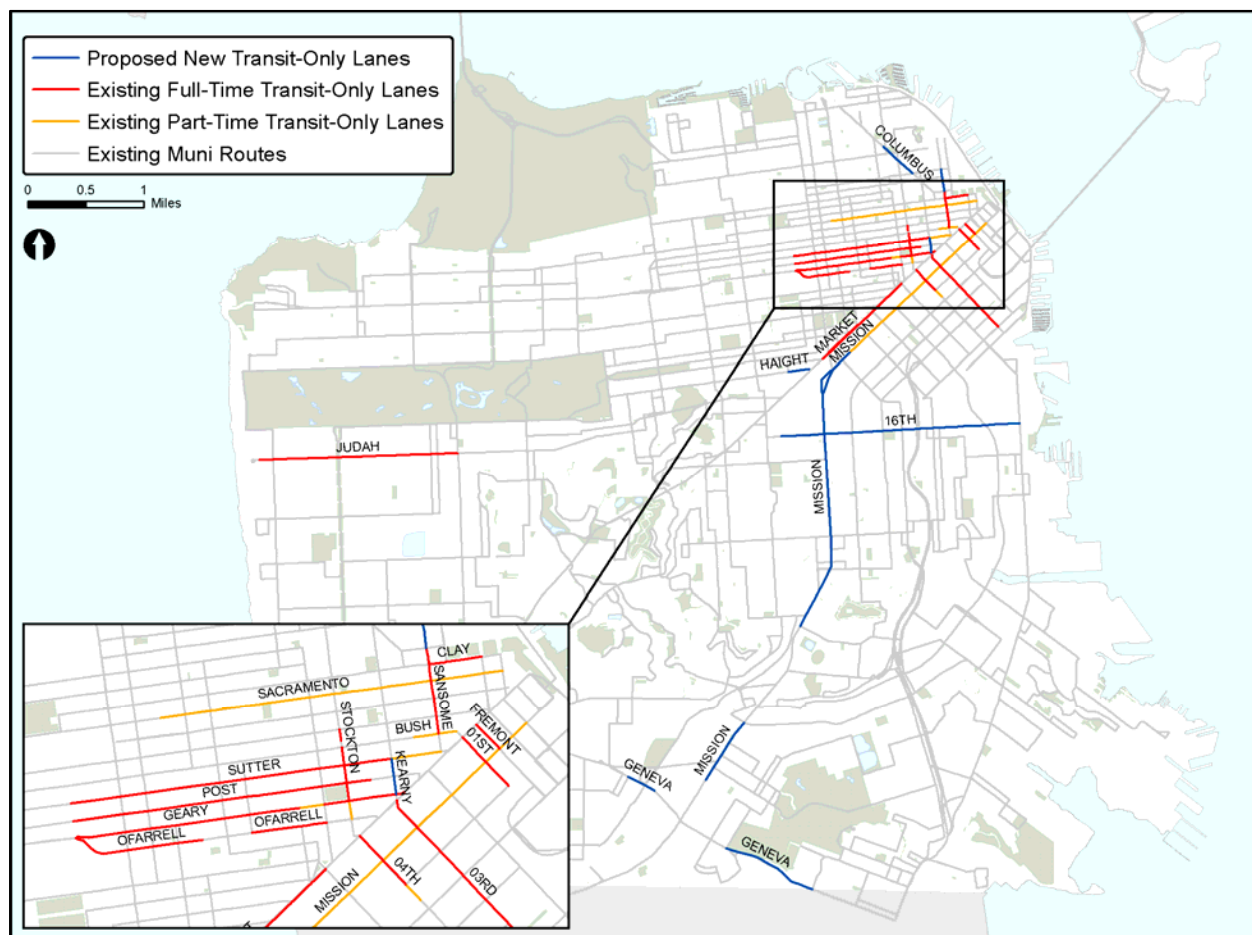 Proposed New Transit-Only Lanes
Existing Full-Time Transit-Only Lanes
Existing Part-Time Transit-Only Lanes
Existing Muni Routes
0 0.5 1
Miles
COLUMBUS
MARKET
MISSION
HAIGHT
16TH
JUDAH
MISSION
MISSION
GENEVA
GENEVA
CLAY
SACRAMENTO
SANSOME
STOCKTON
FREMONT
BUSH
01ST
KEARNY
SUTTER
POST
GEARY
OFARRELL
OFARRELL
MISSION
04TH
03RD